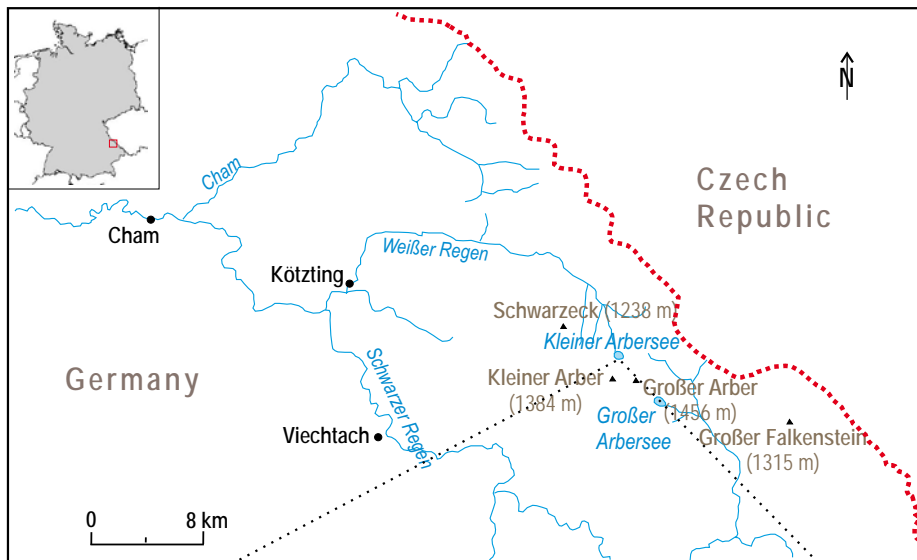 N
Czech
Republic
Cham
Cham
Weißer Regen
Kötzting
Schwarzeck (1238 m)
Kleiner Arbersee
Germany
Schwarzer Regen
Kleiner Arber
(1384 m)
Großer Arber
(1456 m)
Großer
Arbersee
Großer Falkenstein
(1315 m)
Viechtach
0 8 km